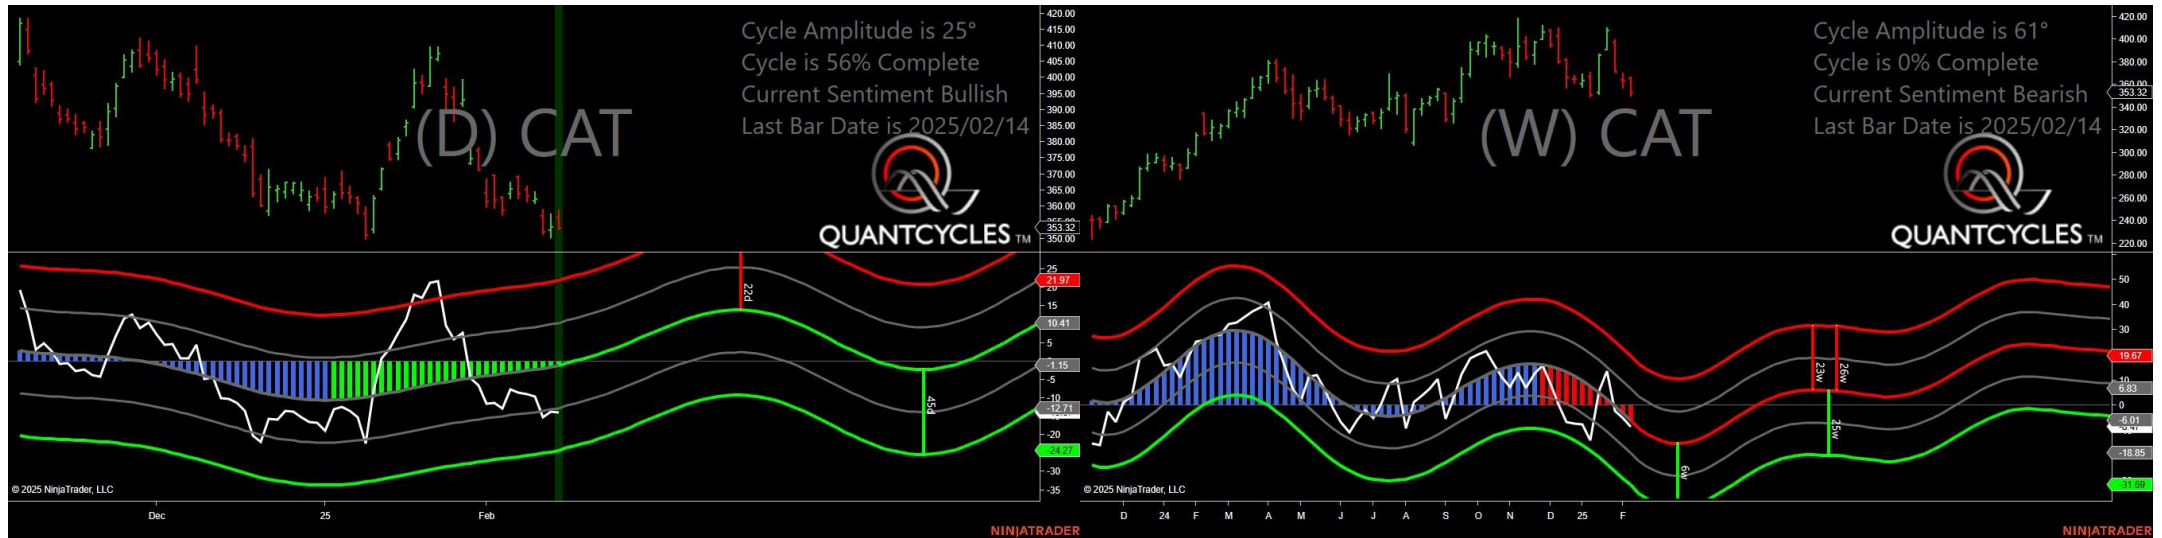 Cycle Amplitude is 25°
Cycle is 56% Complete
Current Sentiment Bullish
Last Bar Date is 2025/02/14
(D) CAT
QUANTCYCLES TM
420.00
415.00
410.00
405.00
400.00
395.00
390.00
385.00
380.00
375.00
370.00
365.00
360.00
353.32
350.00
25
21.97
15
10.41
5
-1.15
-5
-10
-12.71
-20
-24.27
-30
-35
22d
45d
© 2025 NinjaTrader, LLC
Dec
25
Feb
NINJATRADER
Cycle Amplitude is 61°
Cycle is 0% Complete
Current Sentiment Bearish
Last Bar Date is 2025/02/14
(W) CAT
QUANTCYCLES TM
420.00
400.00
380.00
360.00
353.32
340.00
320.00
300.00
280.00
260.00
240.00
220.00
50
40
30
19.67
10
6.83
0
-6.01
-18.85
-31.69
23w
26w
25w
6w
© 2025 NinjaTrader, LLC
D 24 F M A M J J A S O N D 25 F
NINJATRADER